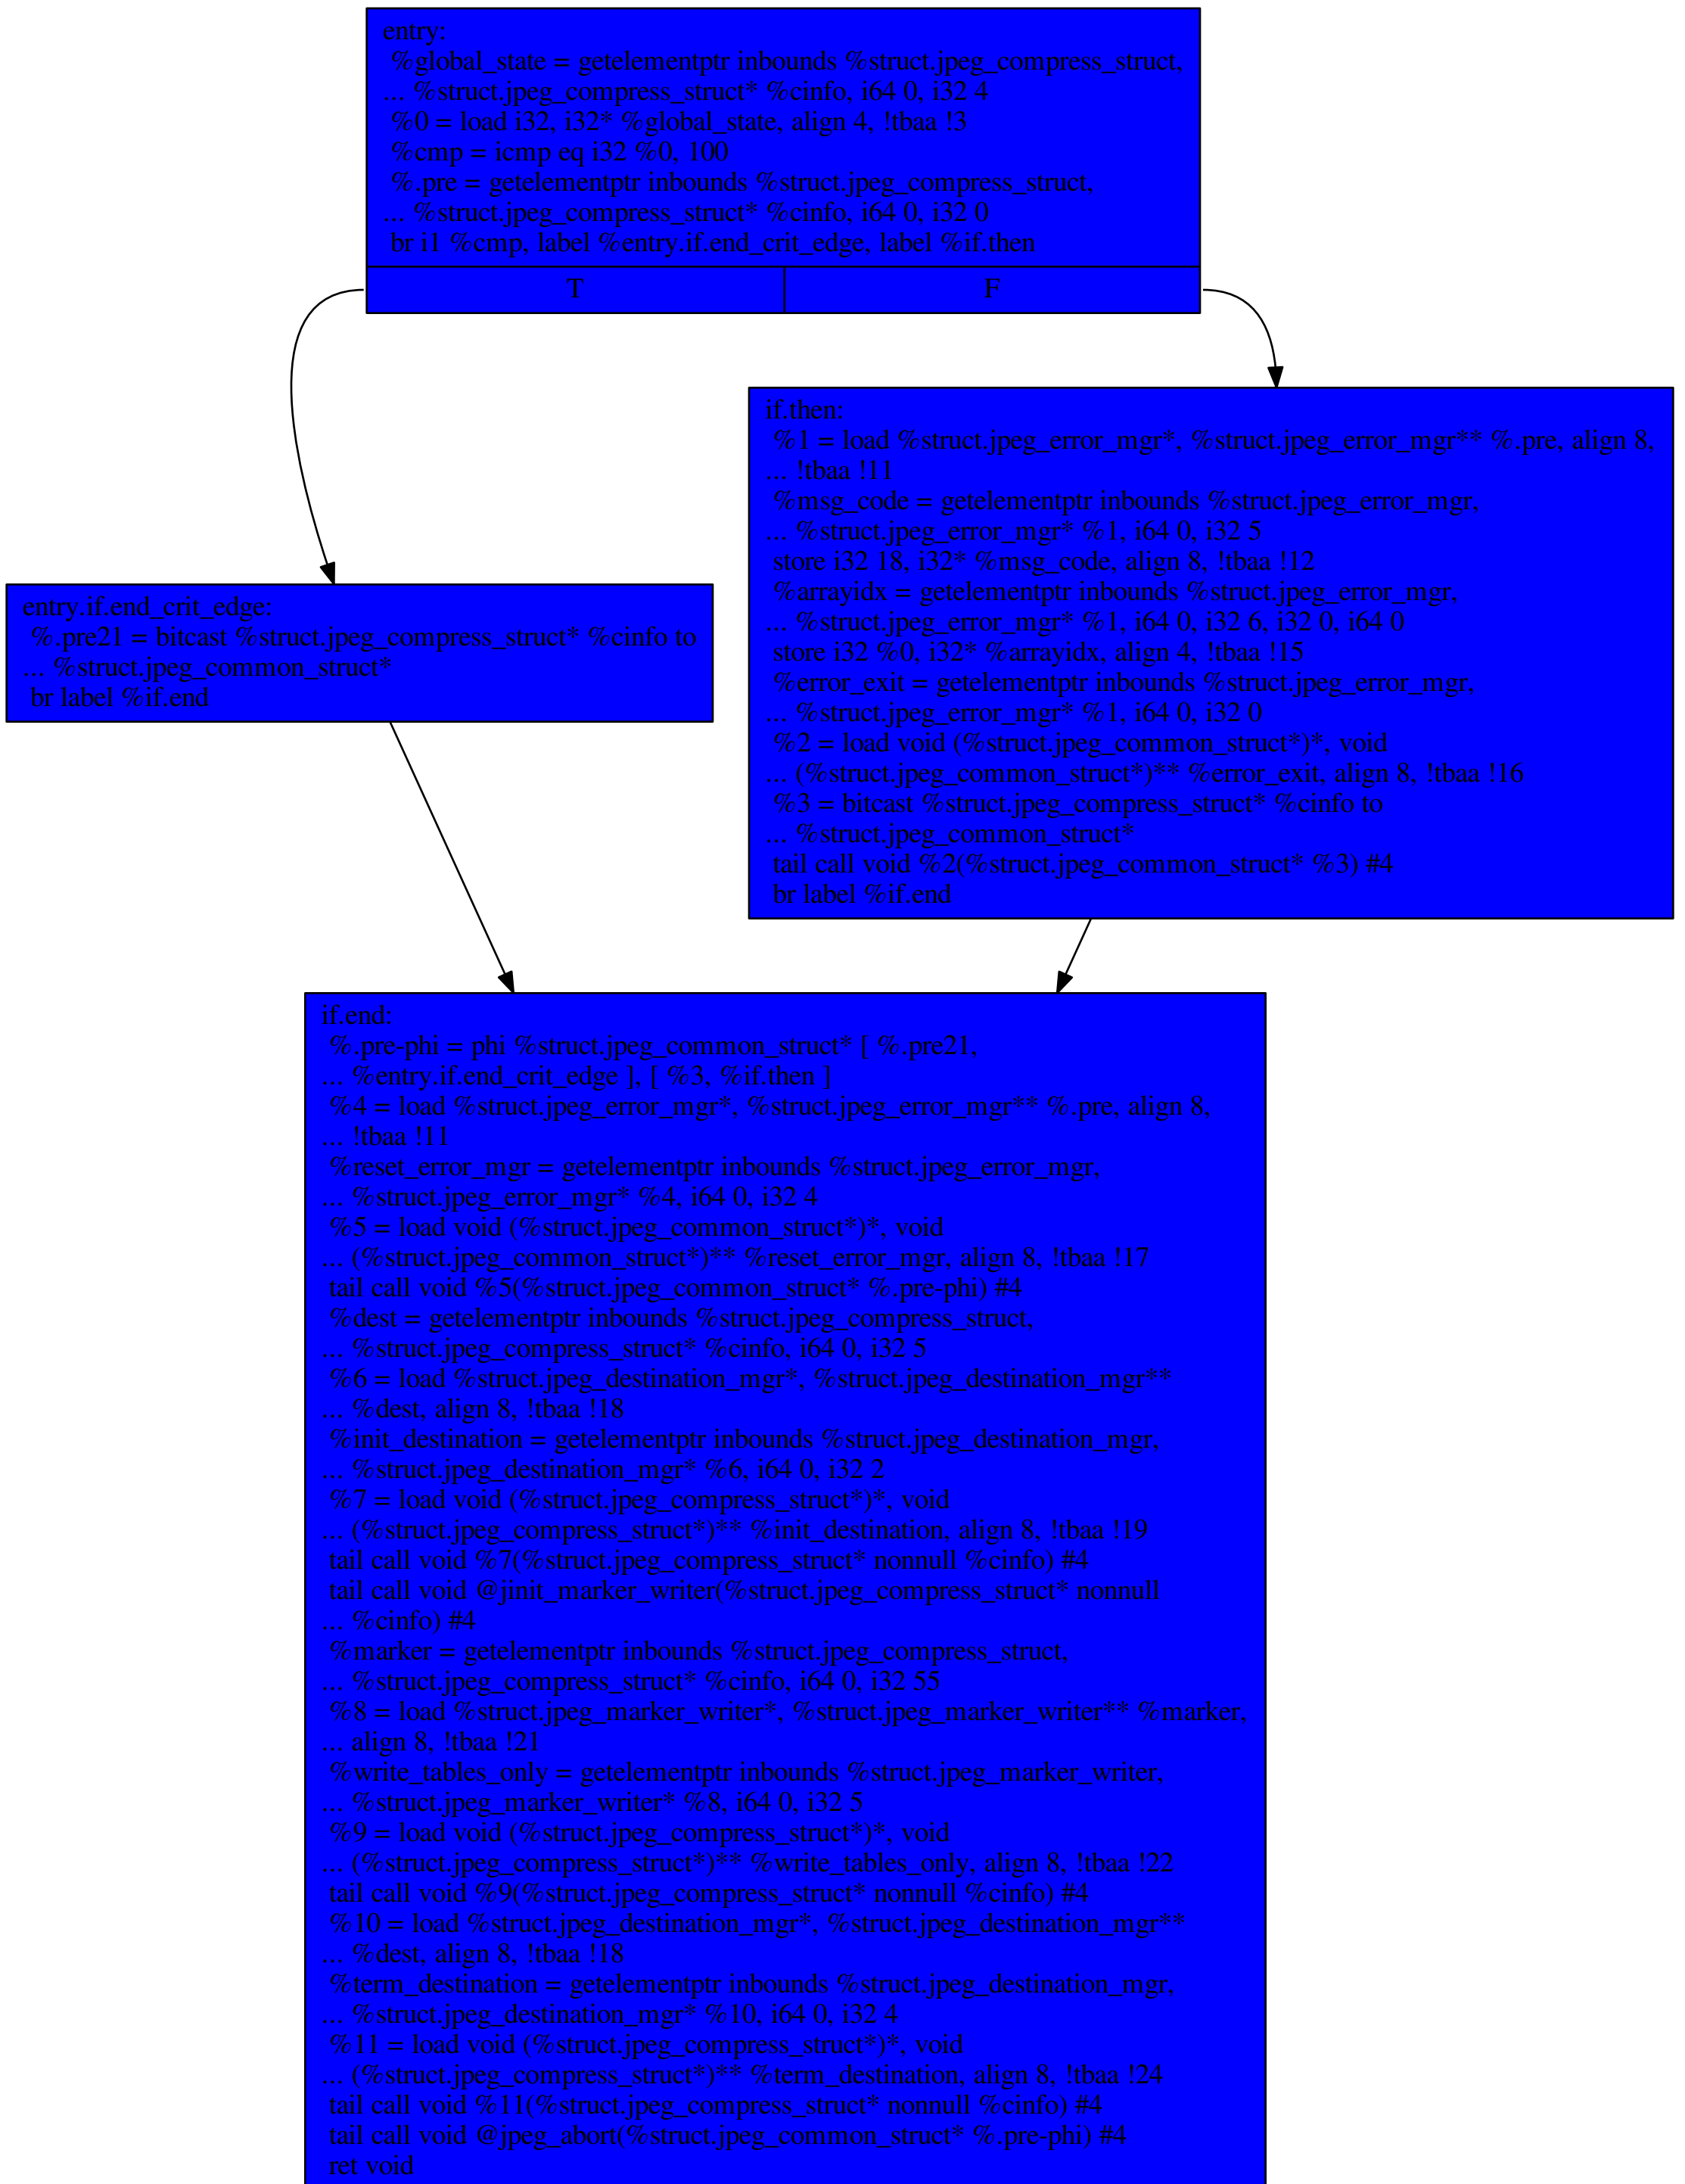 entry:
%global_state = getelementptr inbounds %struct.jpeg_compress_struct,
... %struct.jpeg_compress_struct* %cinfo, i64 0, i32 4
%0 = load i32, i32* %global_state, align 4, !tbaa !3
%cmp = icmp eq i32 %0, 100
%.pre = getelementptr inbounds %struct.jpeg_compress_struct,
... %struct.jpeg_compress_struct* %cinfo, i64 0, i32 0
br i1 %cmp, label %entry.if.end_crit_edge, label %if.then
T
F
if.then:
%1 = load %struct.jpeg_error_mgr*, %struct.jpeg_error_mgr** %.pre, align 8,
... !tbaa !11
%msg_code = getelementptr inbounds %struct.jpeg_error_mgr,
... %struct.jpeg_error_mgr* %1, i64 0, i32 5
store i32 18, i32* %msg_code, align 8, !tbaa !12
%arrayidx = getelementptr inbounds %struct.jpeg_error_mgr,
... %struct.jpeg_error_mgr* %1, i64 0, i32 6, i32 0, i64 0
store i32 %0, i32* %arrayidx, align 4, !tbaa !15
%error_exit = getelementptr inbounds %struct.jpeg_error_mgr,
... %struct.jpeg_error_mgr* %1, i64 0, i32 0
%2 = load void (%struct.jpeg_common_struct*)*, void
... (%struct.jpeg_common_struct*)** %error_exit, align 8, !tbaa !16
%3 = bitcast %struct.jpeg_compress_struct* %cinfo to
... %struct.jpeg_common_struct*
tail call void %2(%struct.jpeg_common_struct* %3) #4
br label %if.end
entry.if.end_crit_edge:
%.pre21 = bitcast %struct.jpeg_compress_struct* %cinfo to
... %struct.jpeg_common_struct*
br label %if.end
if.end:
%.pre-phi = phi %struct.jpeg_common_struct* [ %.pre21,
... %entry.if.end_crit_edge ], [ %3, %if.then ]
%4 = load %struct.jpeg_error_mgr*, %struct.jpeg_error_mgr** %.pre, align 8,
... !tbaa !11
%reset_error_mgr = getelementptr inbounds %struct.jpeg_error_mgr,
... %struct.jpeg_error_mgr* %4, i64 0, i32 4
%5 = load void (%struct.jpeg_common_struct*)*, void
... (%struct.jpeg_common_struct*)** %reset_error_mgr, align 8, !tbaa !17
tail call void %5(%struct.jpeg_common_struct* %.pre-phi) #4
%dest = getelementptr inbounds %struct.jpeg_compress_struct,
... %struct.jpeg_compress_struct* %cinfo, i64 0, i32 5
%6 = load %struct.jpeg_destination_mgr*, %struct.jpeg_destination_mgr**
... %dest, align 8, !tbaa !18
%init_destination = getelementptr inbounds %struct.jpeg_destination_mgr,
... %struct.jpeg_destination_mgr* %6, i64 0, i32 2
%7 = load void (%struct.jpeg_compress_struct*)*, void
... (%struct.jpeg_compress_struct*)** %init_destination, align 8, !tbaa !19
tail call void %7(%struct.jpeg_compress_struct* nonnull %cinfo) #4
tail call void @jinit_marker_writer(%struct.jpeg_compress_struct* nonnull
... %cinfo) #4
%marker = getelementptr inbounds %struct.jpeg_compress_struct,
... %struct.jpeg_compress_struct* %cinfo, i64 0, i32 55
%8 = load %struct.jpeg_marker_writer*, %struct.jpeg_marker_writer** %marker,
... align 8, !tbaa !21
%write_tables_only = getelementptr inbounds %struct.jpeg_marker_writer,
... %struct.jpeg_marker_writer* %8, i64 0, i32 5
%9 = load void (%struct.jpeg_compress_struct*)*, void
... (%struct.jpeg_compress_struct*)** %write_tables_only, align 8, !tbaa !22
tail call void %9(%struct.jpeg_compress_struct* nonnull %cinfo) #4
%10 = load %struct.jpeg_destination_mgr*, %struct.jpeg_destination_mgr**
... %dest, align 8, !tbaa !18
%term_destination = getelementptr inbounds %struct.jpeg_destination_mgr,
... %struct.jpeg_destination_mgr* %10, i64 0, i32 4
%11 = load void (%struct.jpeg_compress_struct*)*, void
... (%struct.jpeg_compress_struct*)** %term_destination, align 8, !tbaa !24
tail call void %11(%struct.jpeg_compress_struct* nonnull %cinfo) #4
tail call void @jpeg_abort(%struct.jpeg_common_struct* %.pre-phi) #4
ret void